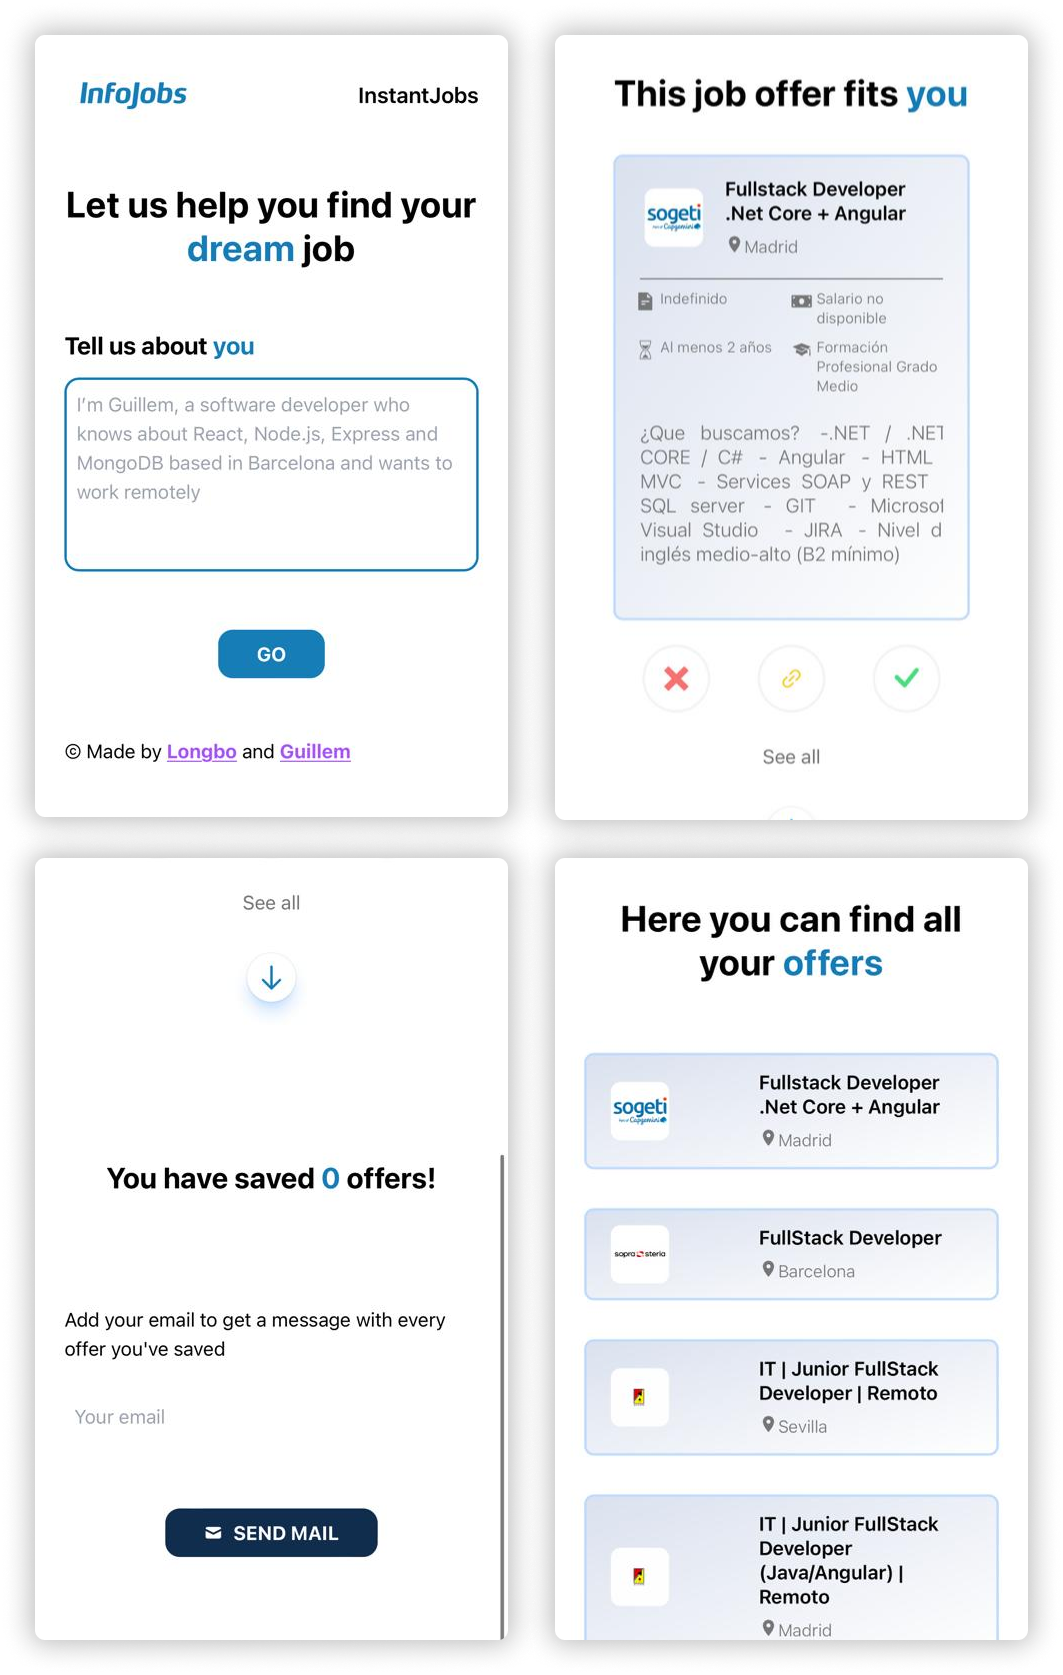 InfoJobs
InstantJobs
Let us help you find your
dream job
Tell us about you
I'm Guillem, a software developer who
knows about React, Node.js, Express and
MongoDB based in Barcelona and wants to
work remotely
GO
© Made by Longbo and Guillem
This job offer fits you
sogeti
Part of Capgemini
Fullstack Developer
.Net Core + Angular
Madrid
Indefinido
Salario no
disponible
Al menos 2 años
Formación
Profesional Grado
Medio
¿Que buscamos? -.NET / .NET
CORE / C# - Angular - HTML
MVC - Services SOAP y REST
SQL server - GIT - Microsof
Visual Studio - JIRA - Nivel d
inglés medio-alto (B2 mínimo)
See all
See all
You have saved 0 offers!
Add your email to get a message with every
offer you've saved
Your email
SEND MAIL
Here you can find all
your offers
sogeti
Part of Capgemini
Fullstack Developer
.Net Core + Angular
Madrid
sopra steria
FullStack Developer
Barcelona
IT | Junior FullStack
Developer | Remoto
Sevilla
IT | Junior FullStack
Developer
(Java/Angular) |
Remoto
Madrid